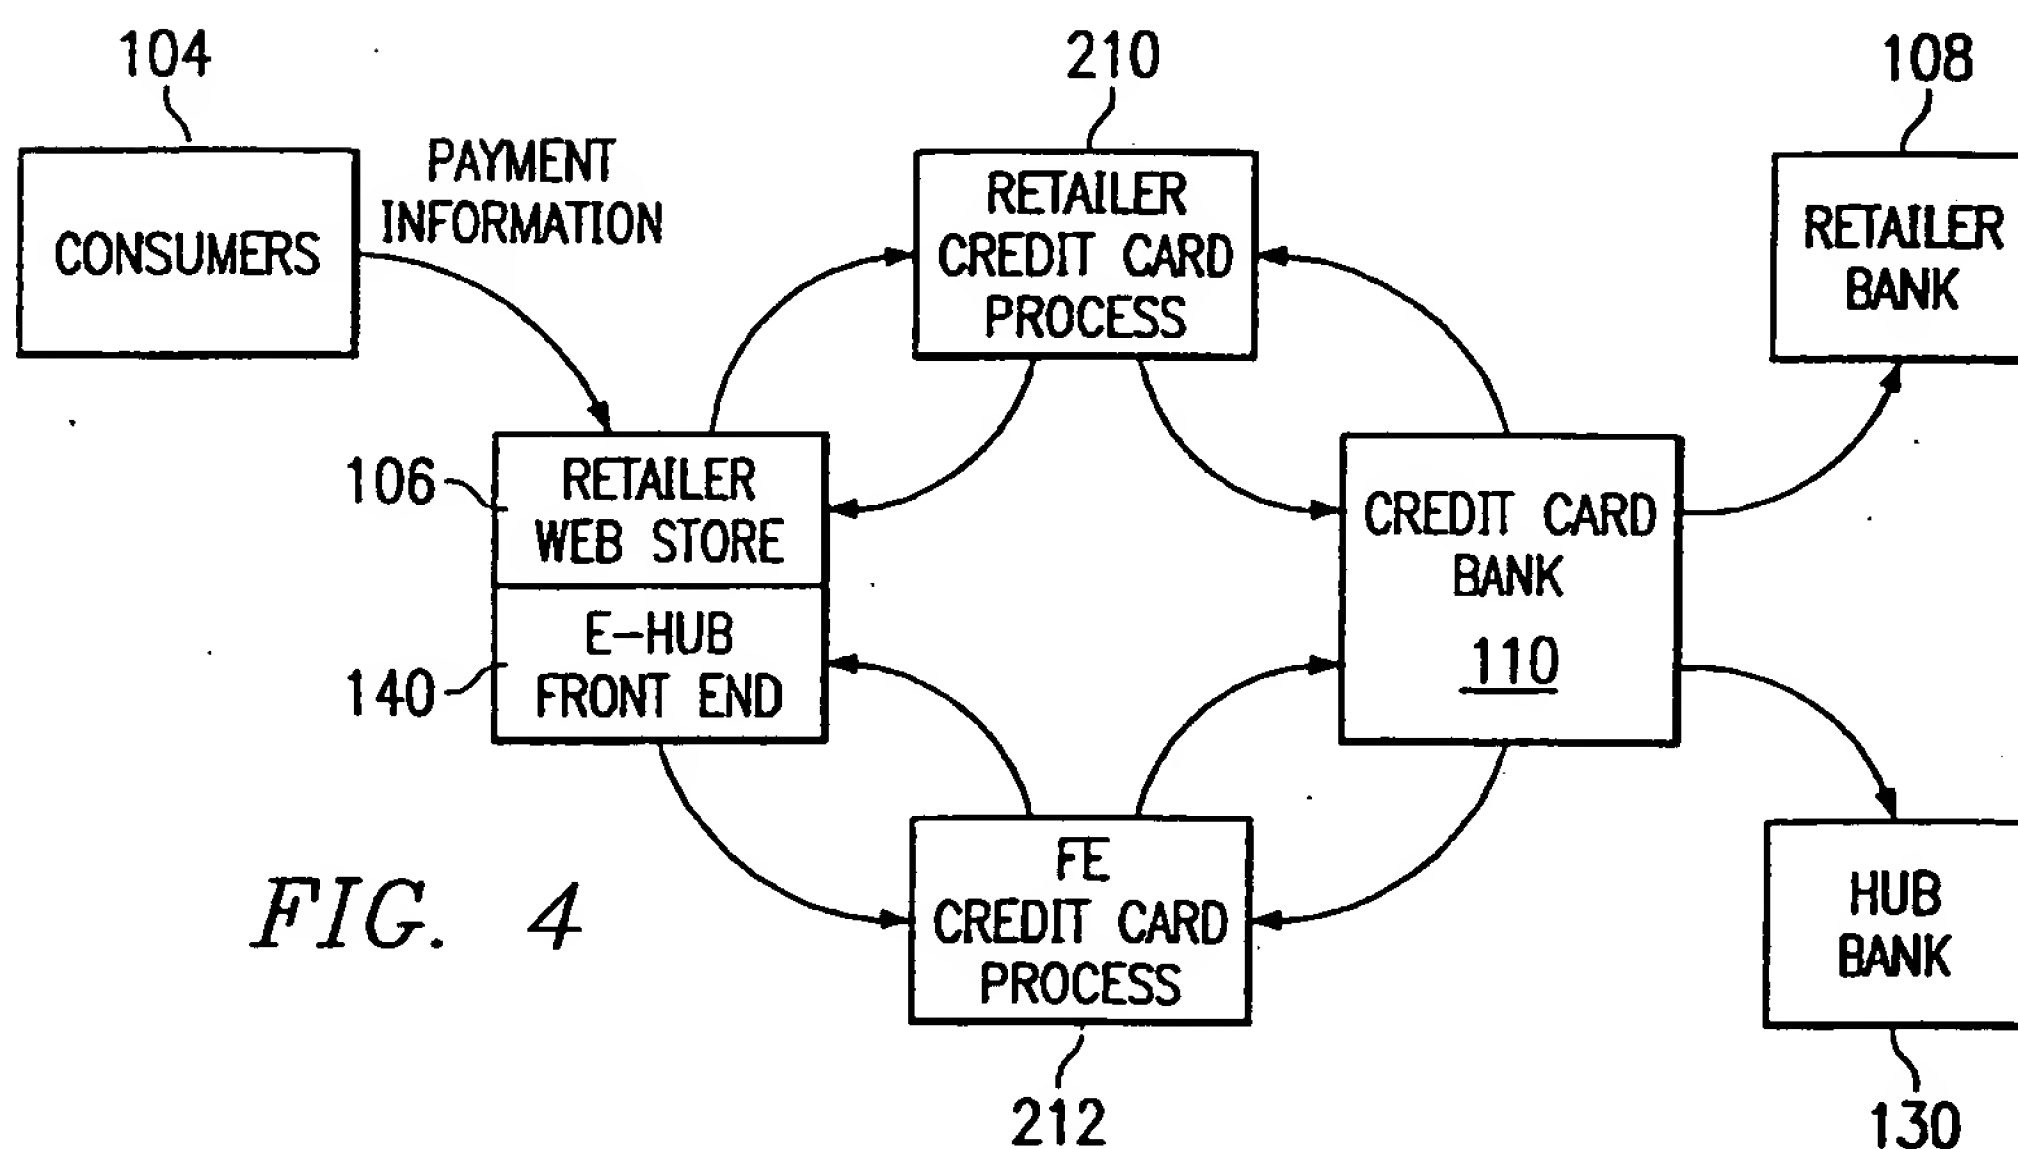 104
210
108
CONSUMERS
PAYMENT
INFORMATION
RETAILER
CREDIT CARD
PROCESS
RETAILER
BANK
106
RETAILER
WEB STORE
140
E-HUB
FRONT END
CREDIT CARD
BANK
110
FE
CREDIT CARD
PROCESS
212
HUB
BANK
130
FIG. 4